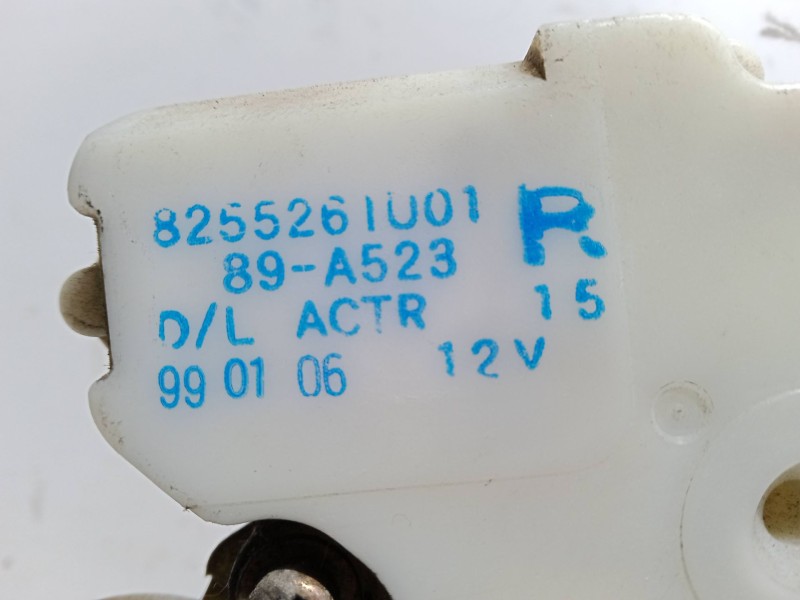 8255261U01 R
89-A523
D/L ACTR 15
99 01 06 12V